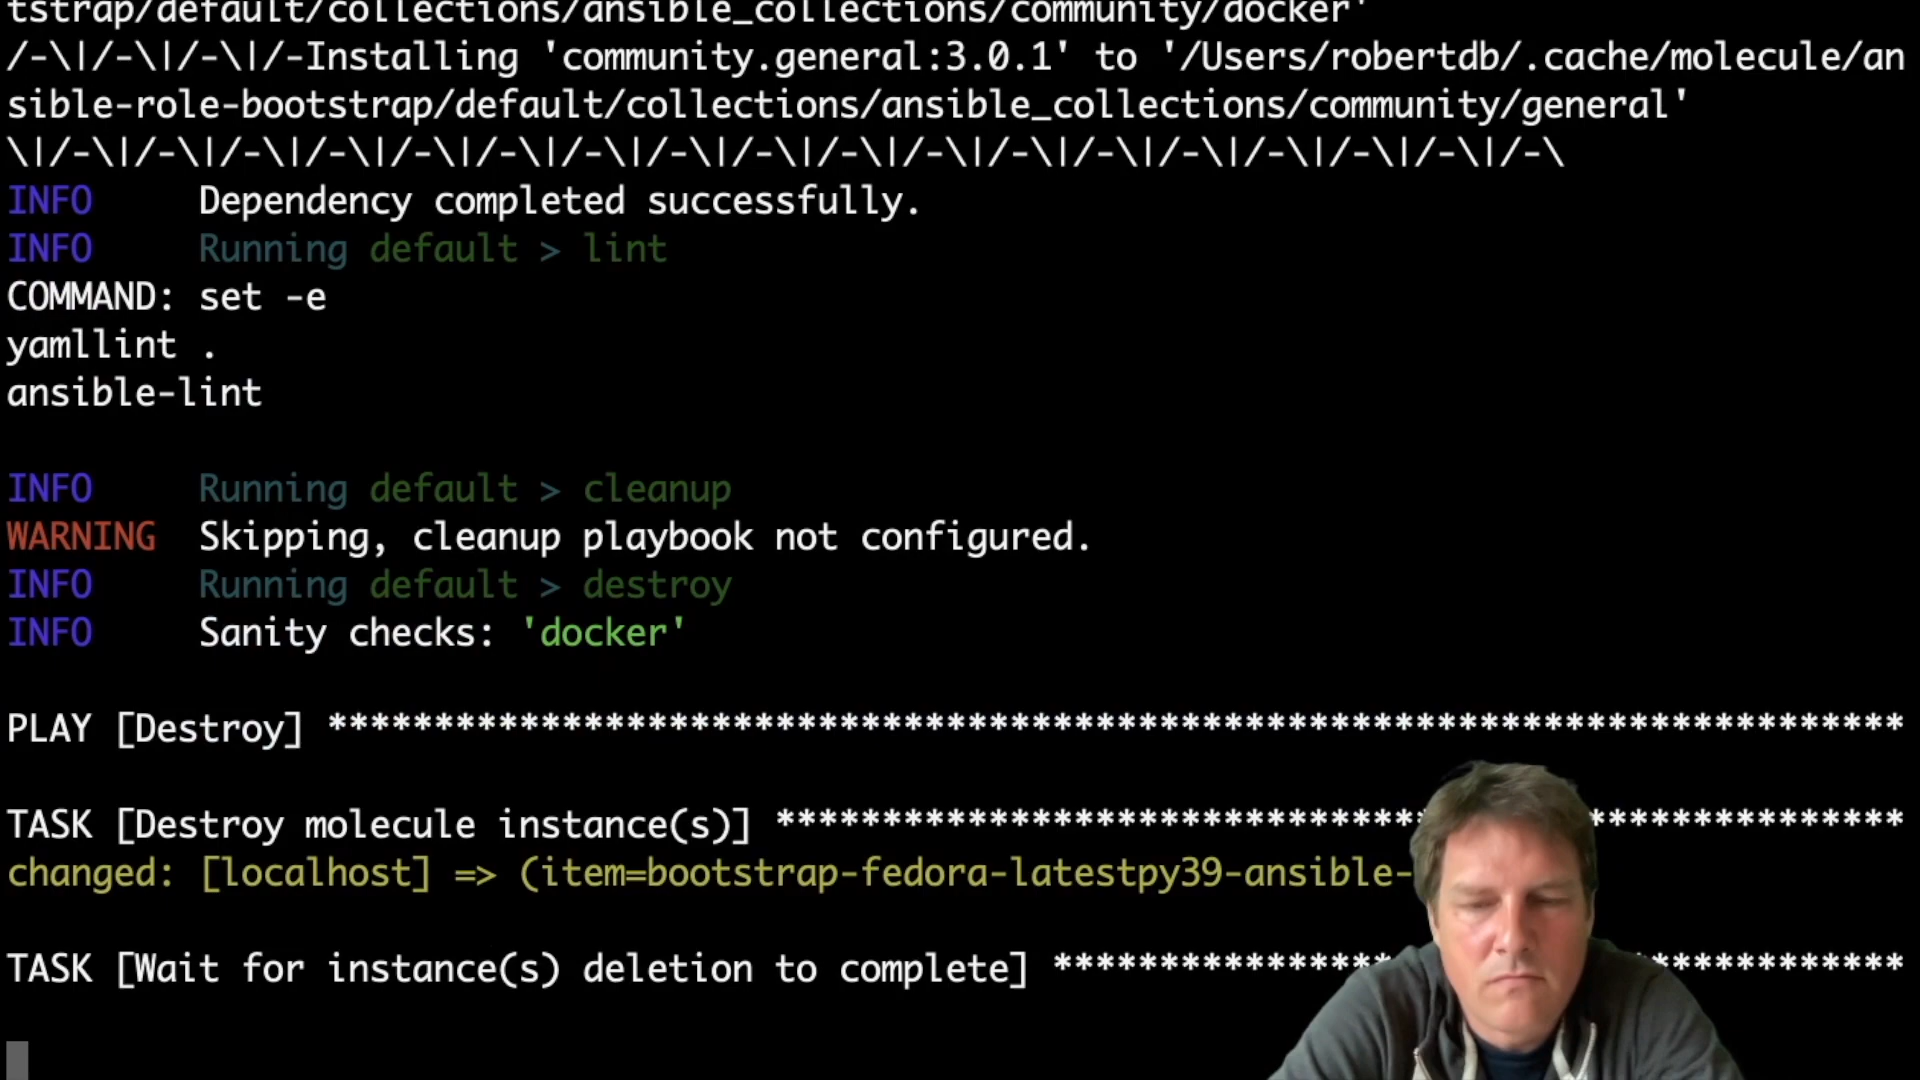 tstrap/default/collections/ansible_collections/community/docker'
/-\|/-\|/-\|/-Installing 'community.general:3.0.1' to '/Users/robertdb/.cache/molecule/an
sible-role-bootstrap/default/collections/ansible_collections/community/general'
\|/-\|/-\|/-\|/-\|/-\|/-\|/-\|/-\|/-\|/-\|/-\|/-\|/-\|/-\|/-\|/-\|/-\|/-\
INFO Dependency completed successfully.
INFO Running default > lint
COMMAND: set -e
yamllint .
ansible-lint
INFO Running default > cleanup
WARNING Skipping, cleanup playbook not configured.
INFO Running default > destroy
INFO Sanity checks: 'docker'
PLAY [Destroy] **************************************************************************
TASK [Destroy molecule instance(s)] ******************************* ***************
changed: [localhost] => (item=bootstrap-fedora-latestpy39-ansible-
TASK [Wait for instance(s) deletion to complete] **************** ************